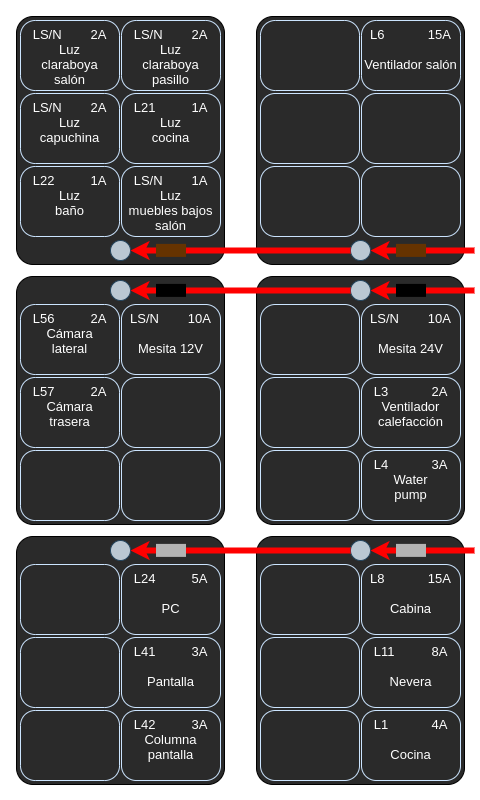 LS/N 2A
Luz
claraboya
salón
LS/N 2A
Luz
claraboya
pasillo
LS/N 2A
Luz
capuchina
L21 1A
Luz
cocina
L22 1A
Luz
baño
LS/N 1A
Luz
muebles bajos
salón
L6 15A
Ventilador salón
L56 2A
Cámara
lateral
LS/N 10A
Mesita 12V
L57 2A
Cámara
trasera
LS/N 10A
Mesita 24V
L3 2A
Ventilador
calefacción
L4 3A
Water
pump
L24 5A
PC
L41 3A
Pantalla
L42 3A
Columna
pantalla
L8 15A
Cabina
L11 8A
Nevera
L1 4A
Cocina